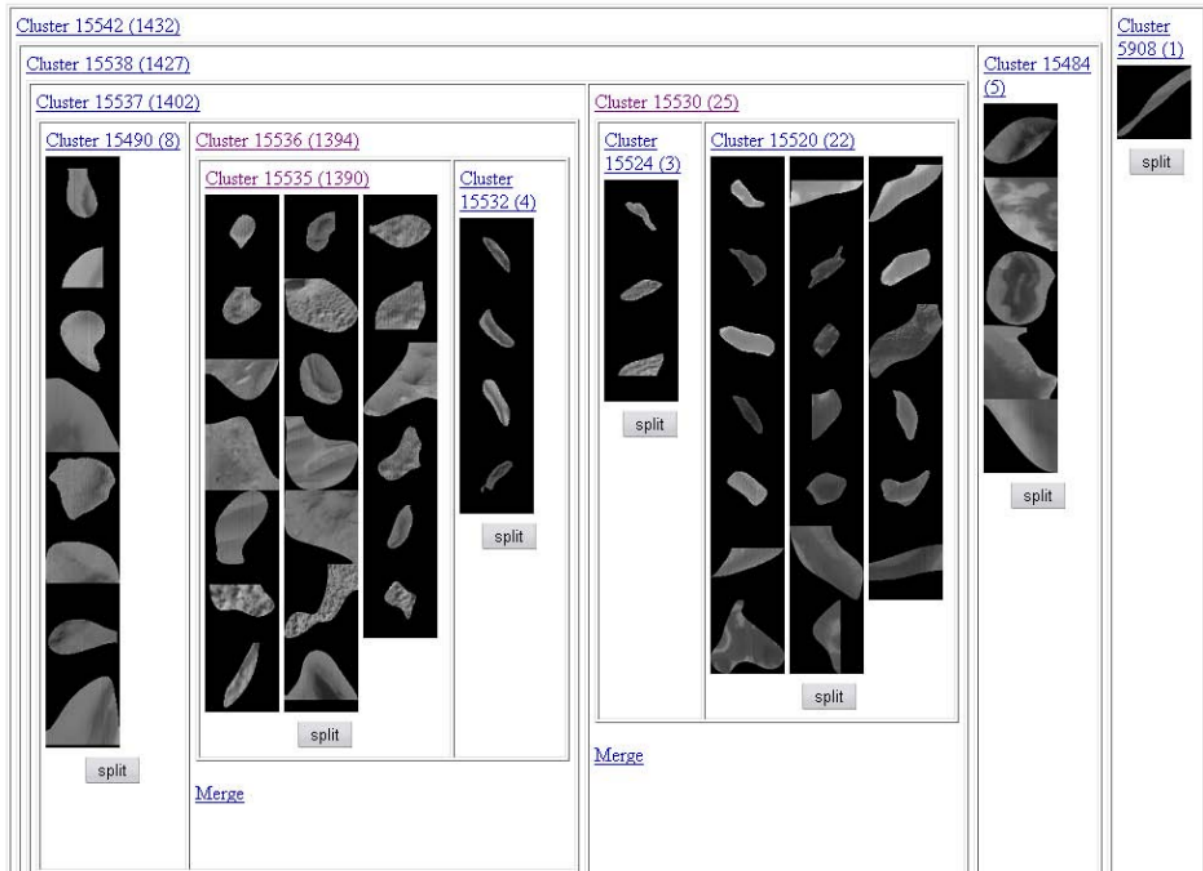 Cluster 15542 (1432)
Cluster
5908 (1)
split
Cluster 15538 (1427)
Cluster 15484
(5)
split
Cluster 15537 (1402)
Cluster 15530 (25)
Cluster 15490 (8)
split
Cluster 15536 (1394)
Cluster 15535 (1390)
split
Cluster
15532 (4)
split
Merge
Cluster
15524 (3)
split
Cluster 15520 (22)
split
Merge